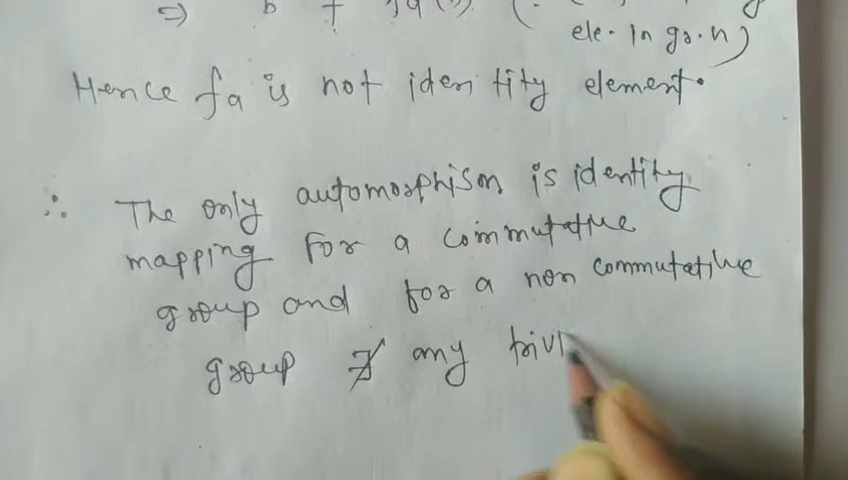 ⇒ b ≠
ele. in gr. n)
Hence fa is not identity element.
∴ The only automorphism is identity
mapping for a commutative
group and for a non commutative
group ∄ any trivi